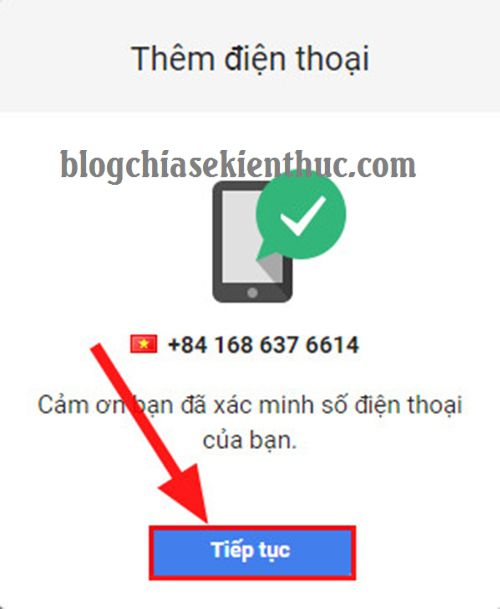 Thêm điện thoại
blogchiasekienthuc.com
+84 168 637 6614
Cảm ơn bạn đã xác minh số điện thoại
của bạn.
Tiếp tục